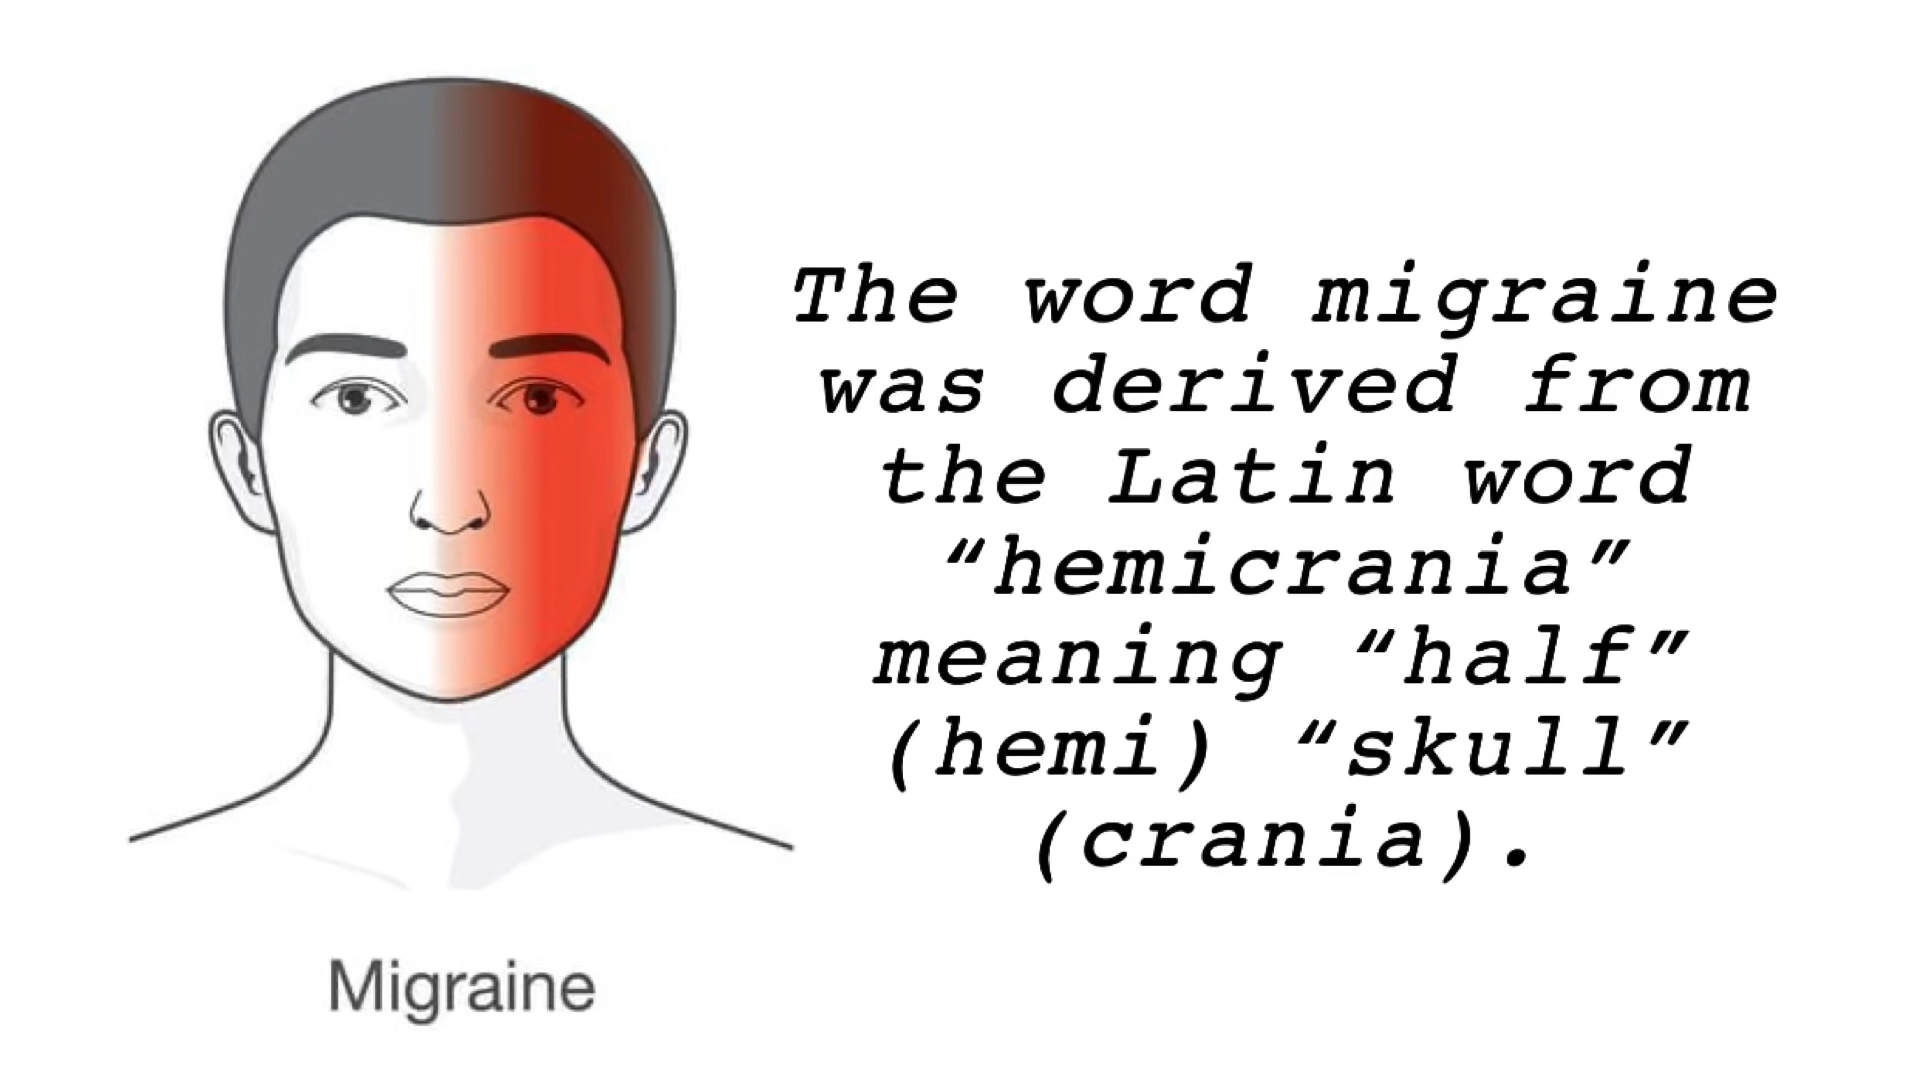 The word migraine
was derived from
the Latin word
“hemicrania”
meaning “half”
(hemi) “skull”
(crania).
Migraine